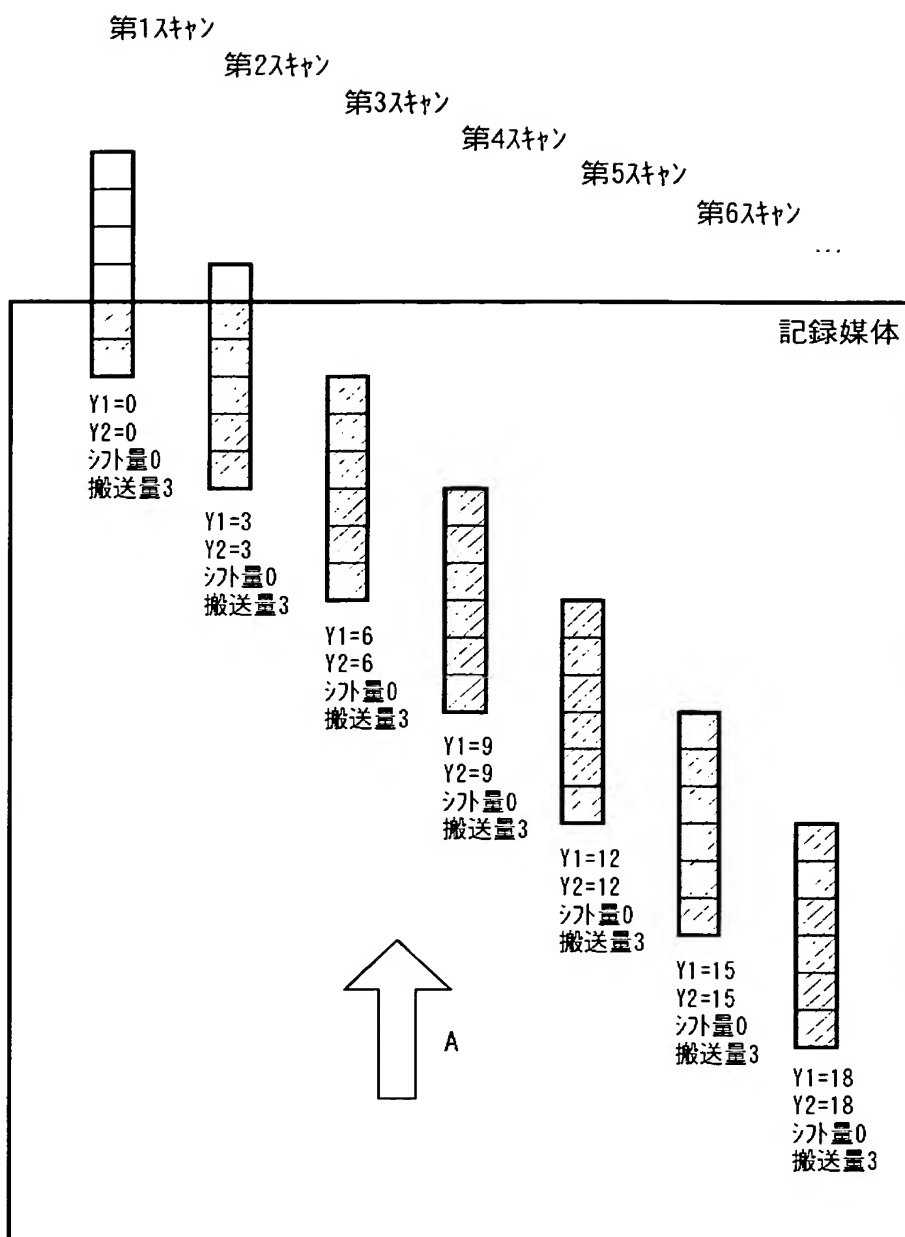 第1スキャン
第2スキャン
第3スキャン
第4スキャン
第5スキャン
第6スキャン
...
記録媒体
Y1=0
Y2=0
シフト量0
搬送量3
Y1=3
Y2=3
シフト量0
搬送量3
Y1=6
Y2=6
シフト量0
搬送量3
Y1=9
Y2=9
シフト量0
搬送量3
Y1=12
Y2=12
シフト量0
搬送量3
Y1=15
Y2=15
シフト量0
搬送量3
Y1=18
Y2=18
シフト量0
搬送量3
A